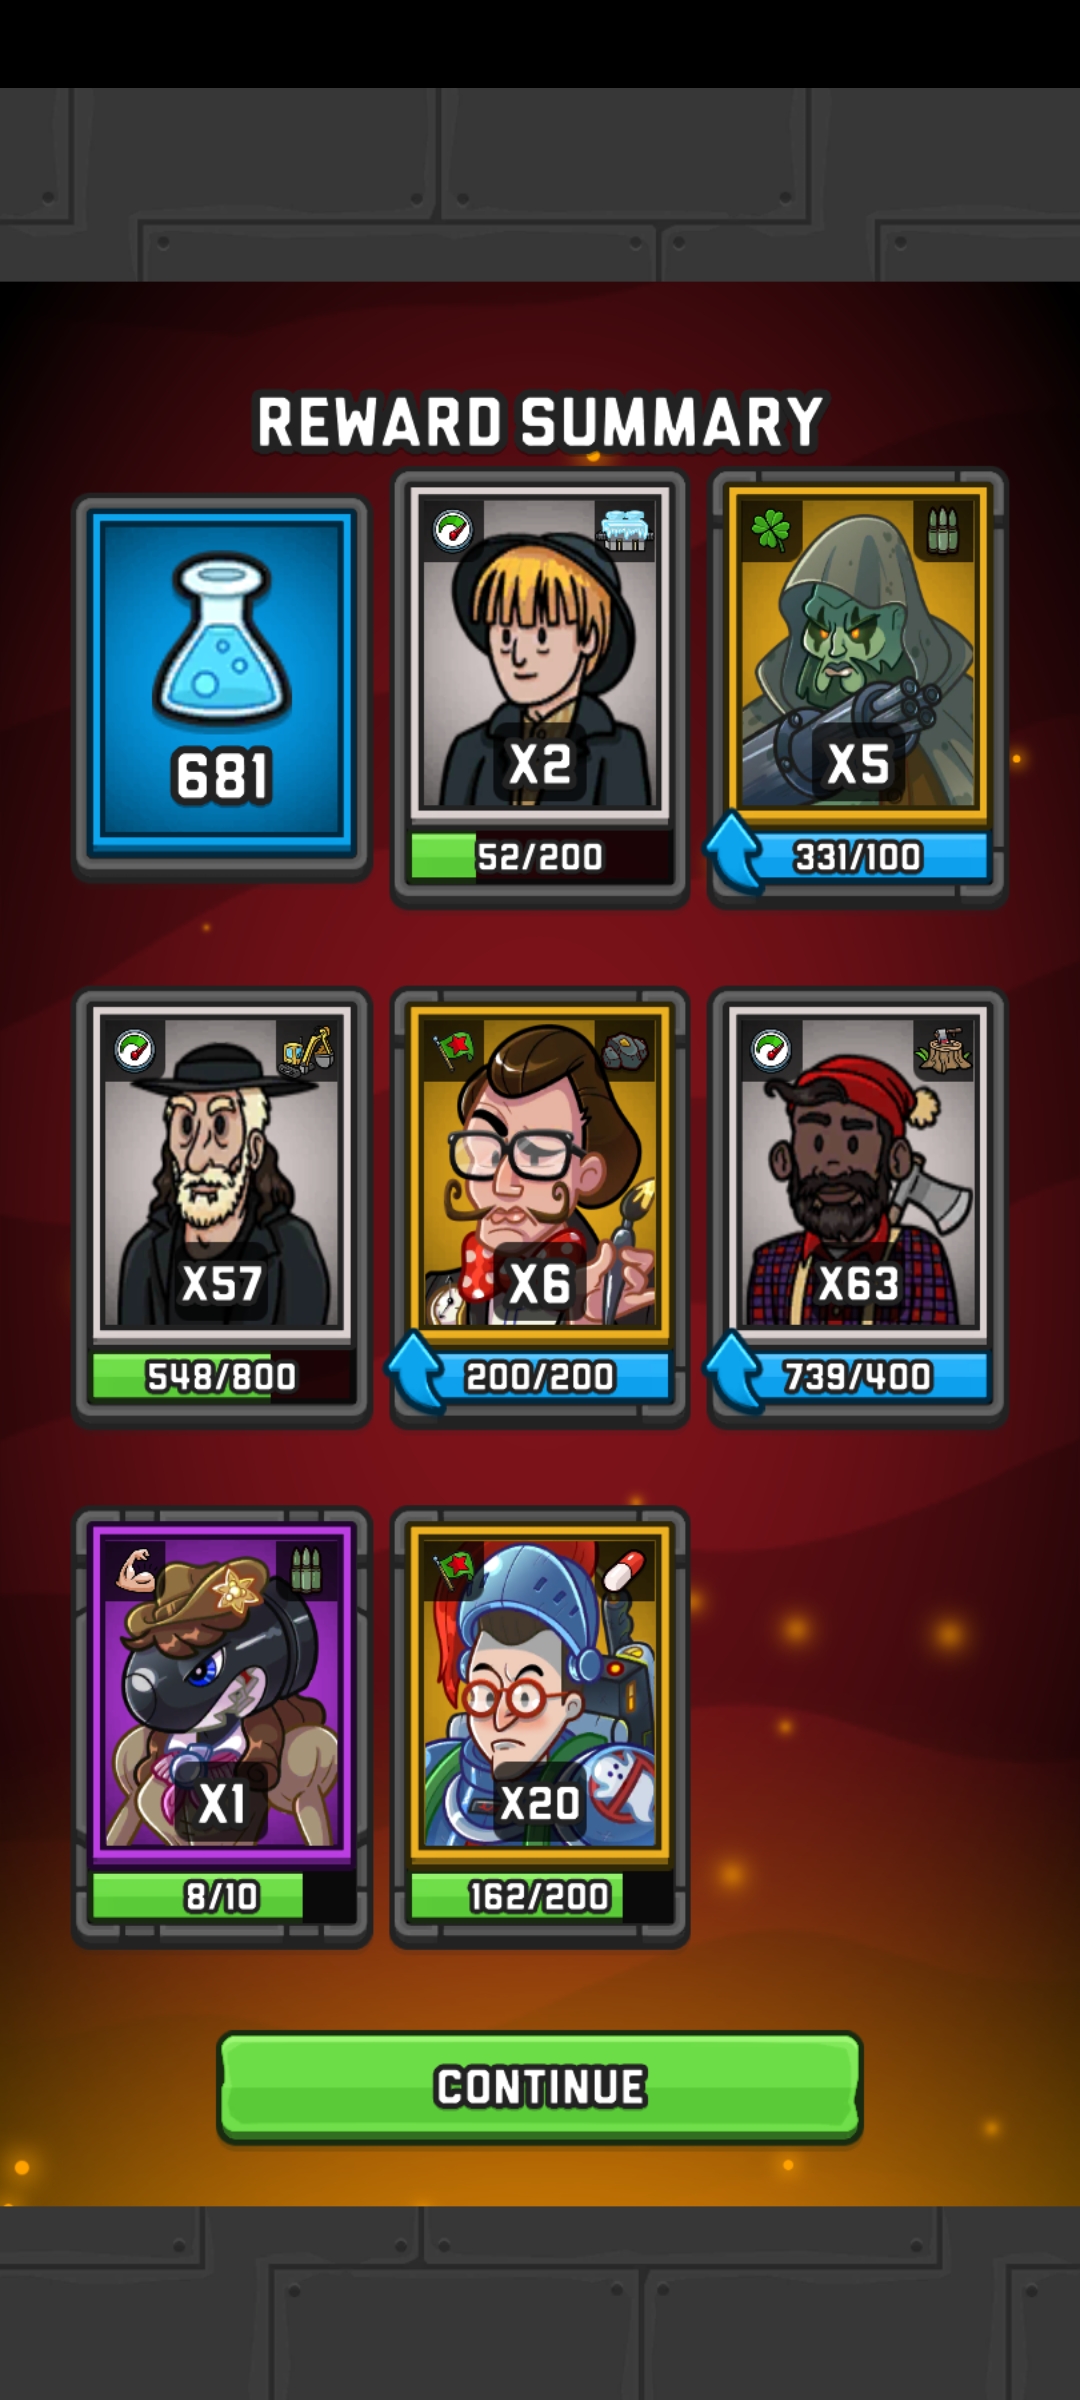 REWARD SUMMARY
681
X2
52/200
X5
331/100
X57
548/800
X6
200/200
X63
739/400
X1
8/10
X20
162/200
CONTINUE